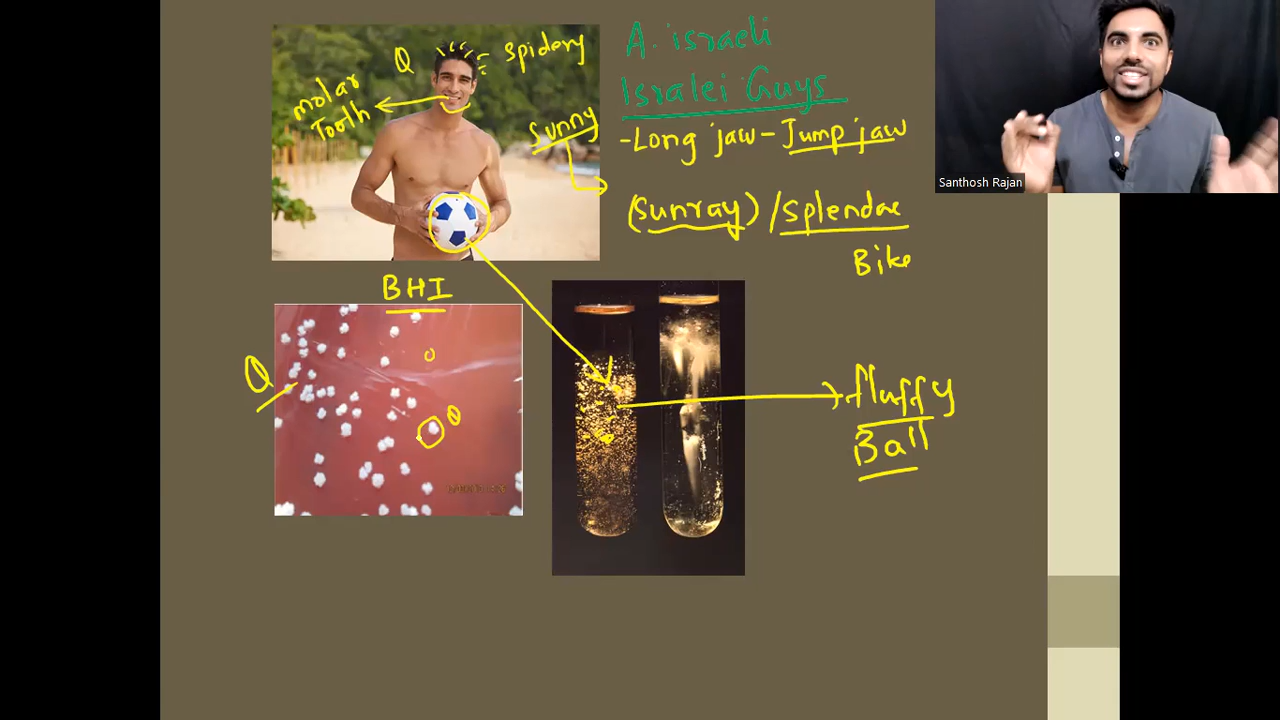 A. israeli
Isralei Guys
-Long jaw - Jump jaw
(Sunray) / Splendar
Bike
Q
Spidery
molar
Tooth
Sunny
BHI
Q
fluffy
Ball
Santhosh Rajan